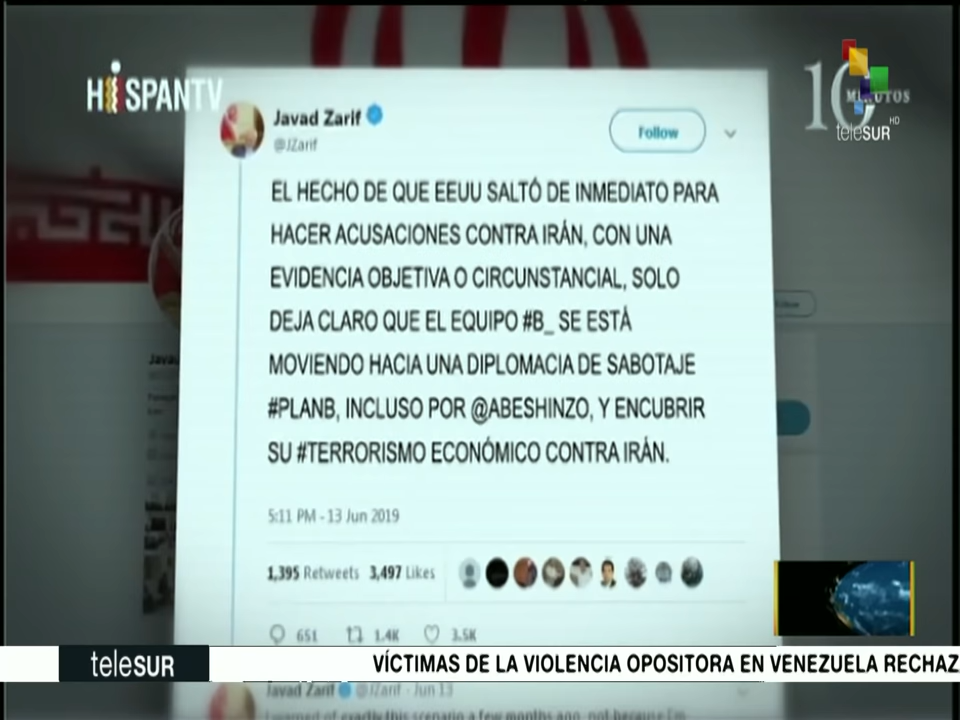 HISPANTV
10
MINUTOS
teleSUR HD
Javad Zarif
@JZarif
Follow
EL HECHO DE QUE EEUU SALTÓ DE INMEDIATO PARA
HACER ACUSACIONES CONTRA IRÁN, CON UNA
EVIDENCIA OBJETIVA O CIRCUNSTANCIAL, SOLO
DEJA CLARO QUE EL EQUIPO #B_ SE ESTÁ
MOVIENDO HACIA UNA DIPLOMACIA DE SABOTAJE
#PLANB, INCLUSO POR @ABESHINZO, Y ENCUBRIR
SU #TERRORISMO ECONÓMICO CONTRA IRÁN.
5:11 PM - 13 Jun 2019
1,395 Retweets 3,497 Likes
651 1.4K 3.5K
teleSUR
VÍCTIMAS DE LA VIOLENCIA OPOSITORA EN VENEZUELA RECHAZ
Javad Zarif @JZarif - Jun 13